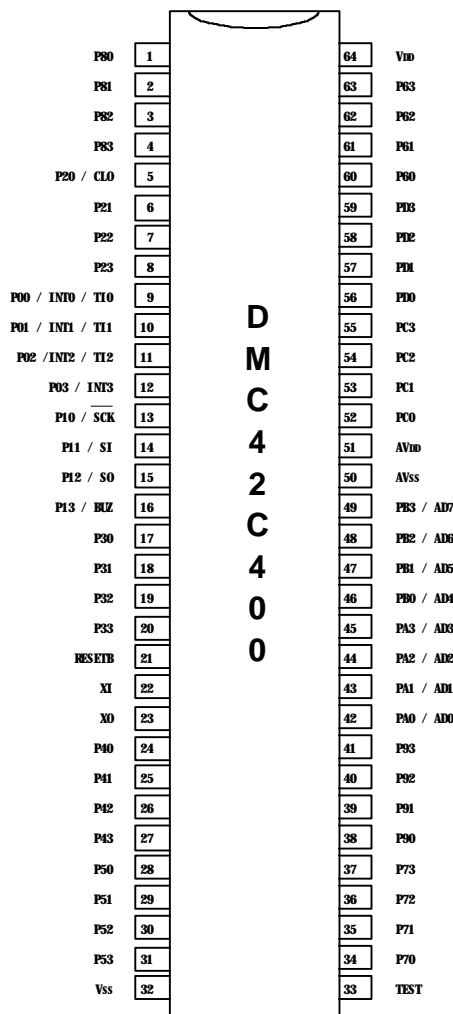 P80 1 64 VDD
P81 2 63 P63
P82 3 62 P62
P83 4 61 P61
P20 / CLO 5 60 P60
P21 6 59 PD3
P22 7 58 PD2
P23 8 57 PD1
P00 / INT0 / TI0 9 56 PD0
P01 / INT1 / TI1 10 55 PC3
P02 /INT2 / TI2 11 54 PC2
P03 / INT3 12 53 PC1
P10 / SCK 13 52 PC0
P11 / SI 14 51 AVDD
P12 / SO 15 50 AVSS
P13 / BUZ 16 49 PB3 / AD7
P30 17 48 PB2 / AD6
P31 18 47 PB1 / AD5
P32 19 46 PB0 / AD4
P33 20 45 PA3 / AD3
RESETB 21 44 PA2 / AD2
XI 22 43 PA1 / AD1
XO 23 42 PA0 / AD0
P40 24 41 P93
P41 25 40 P92
P42 26 39 P91
P43 27 38 P90
P50 28 37 P73
P51 29 36 P72
P52 30 35 P71
P53 31 34 P70
Vss 32 33 TEST
DMC42C400